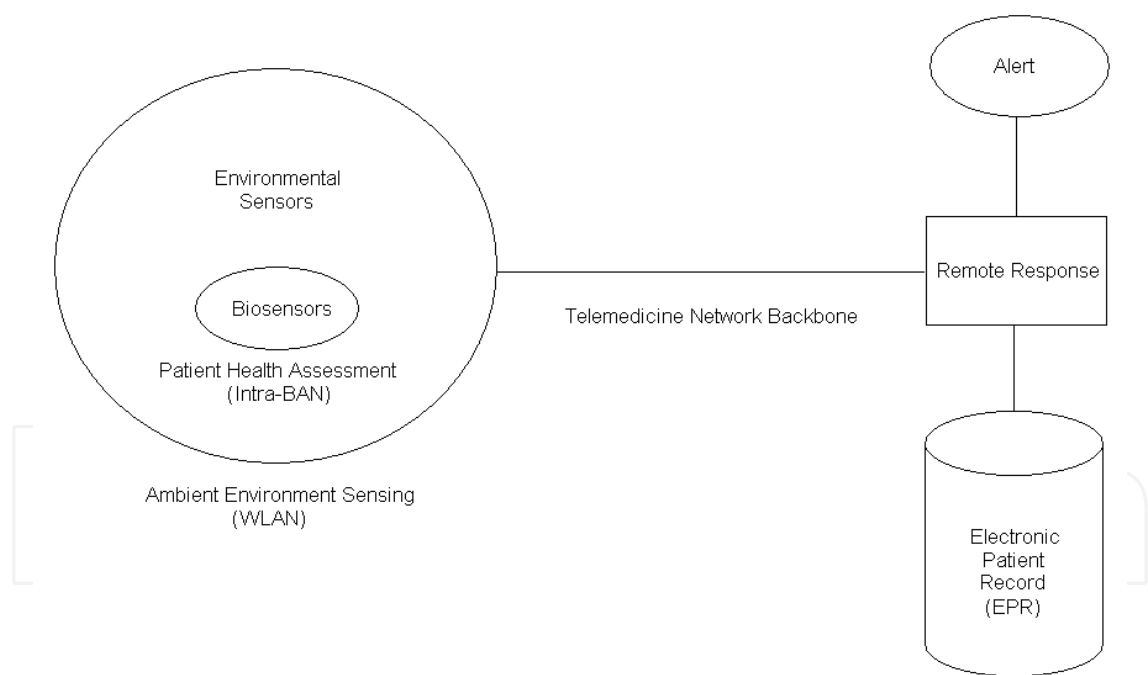 Alert
Environmental
Sensors
Biosensors
Patient Health Assessment
(Intra-BAN)
Ambient Environment Sensing
(WLAN)
Telemedicine Network Backbone
Remote Response
Electronic
Patient
Record
(EPR)